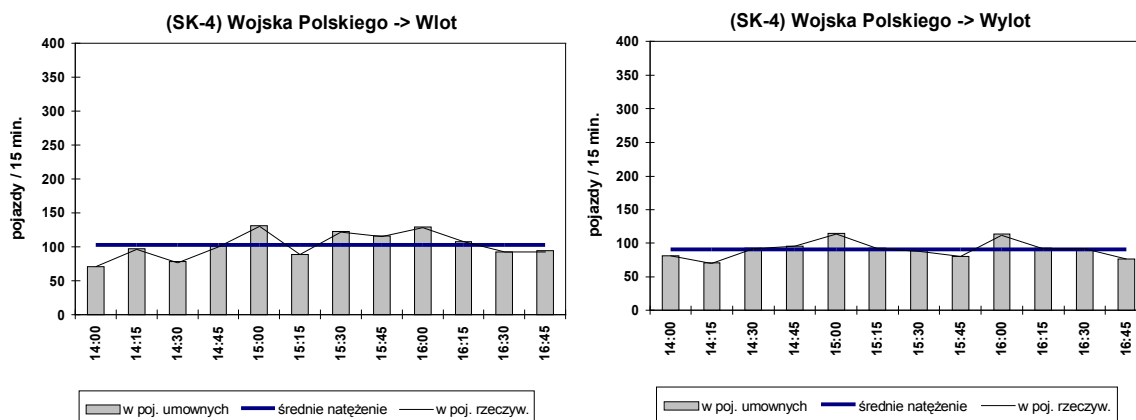 (SK-4) Wojska Polskiego -> Wlot
pojazdy / 15 min.
400
350
300
250
200
150
100
50
0
14:00 14:15 14:30 14:45 15:00 15:15 15:30 15:45 16:00 16:15 16:30 16:45
w poj. umownych średnie natężenie w poj. rzeczyw.
(SK-4) Wojska Polskiego -> Wylot
pojazdy / 15 min.
400
350
300
250
200
150
100
50
0
14:00 14:15 14:30 14:45 15:00 15:15 15:30 15:45 16:00 16:15 16:30 16:45
w poj. umownych średnie natężenie w poj. rzeczyw.